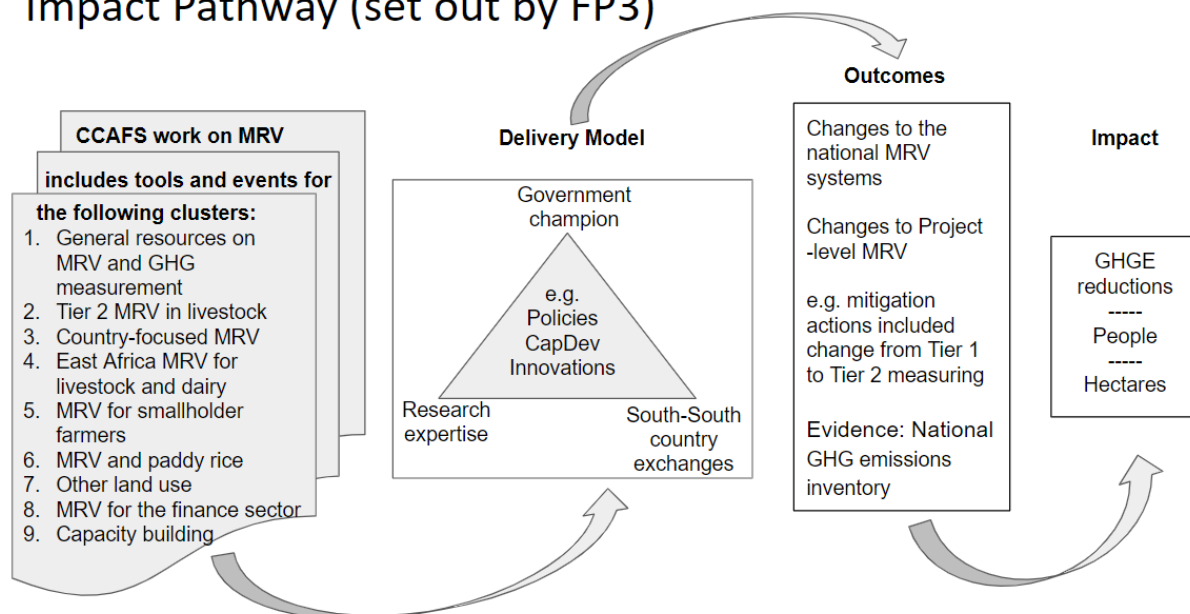 Impact Pathway (set out by FP3)
CCAFS work on MRV
includes tools and events for
the following clusters:
1. General resources on
MRV and GHG
measurement
2. Tier 2 MRV in livestock
3. Country-focused MRV
4. East Africa MRV for
livestock and dairy
5. MRV for smallholder
farmers
6. MRV and paddy rice
7. Other land use
8. MRV for the finance sector
9. Capacity building
Delivery Model
Government
champion
e.g.
Policies
CapDev
Innovations
Research
expertise
South-South
country
exchanges
Outcomes
Changes to the
national MRV
systems
Changes to Project
-level MRV
e.g. mitigation
actions included
change from Tier 1
to Tier 2 measuring
Evidence: National
GHG emissions
inventory
Impact
GHGE
reductions
-----
People
-----
Hectares